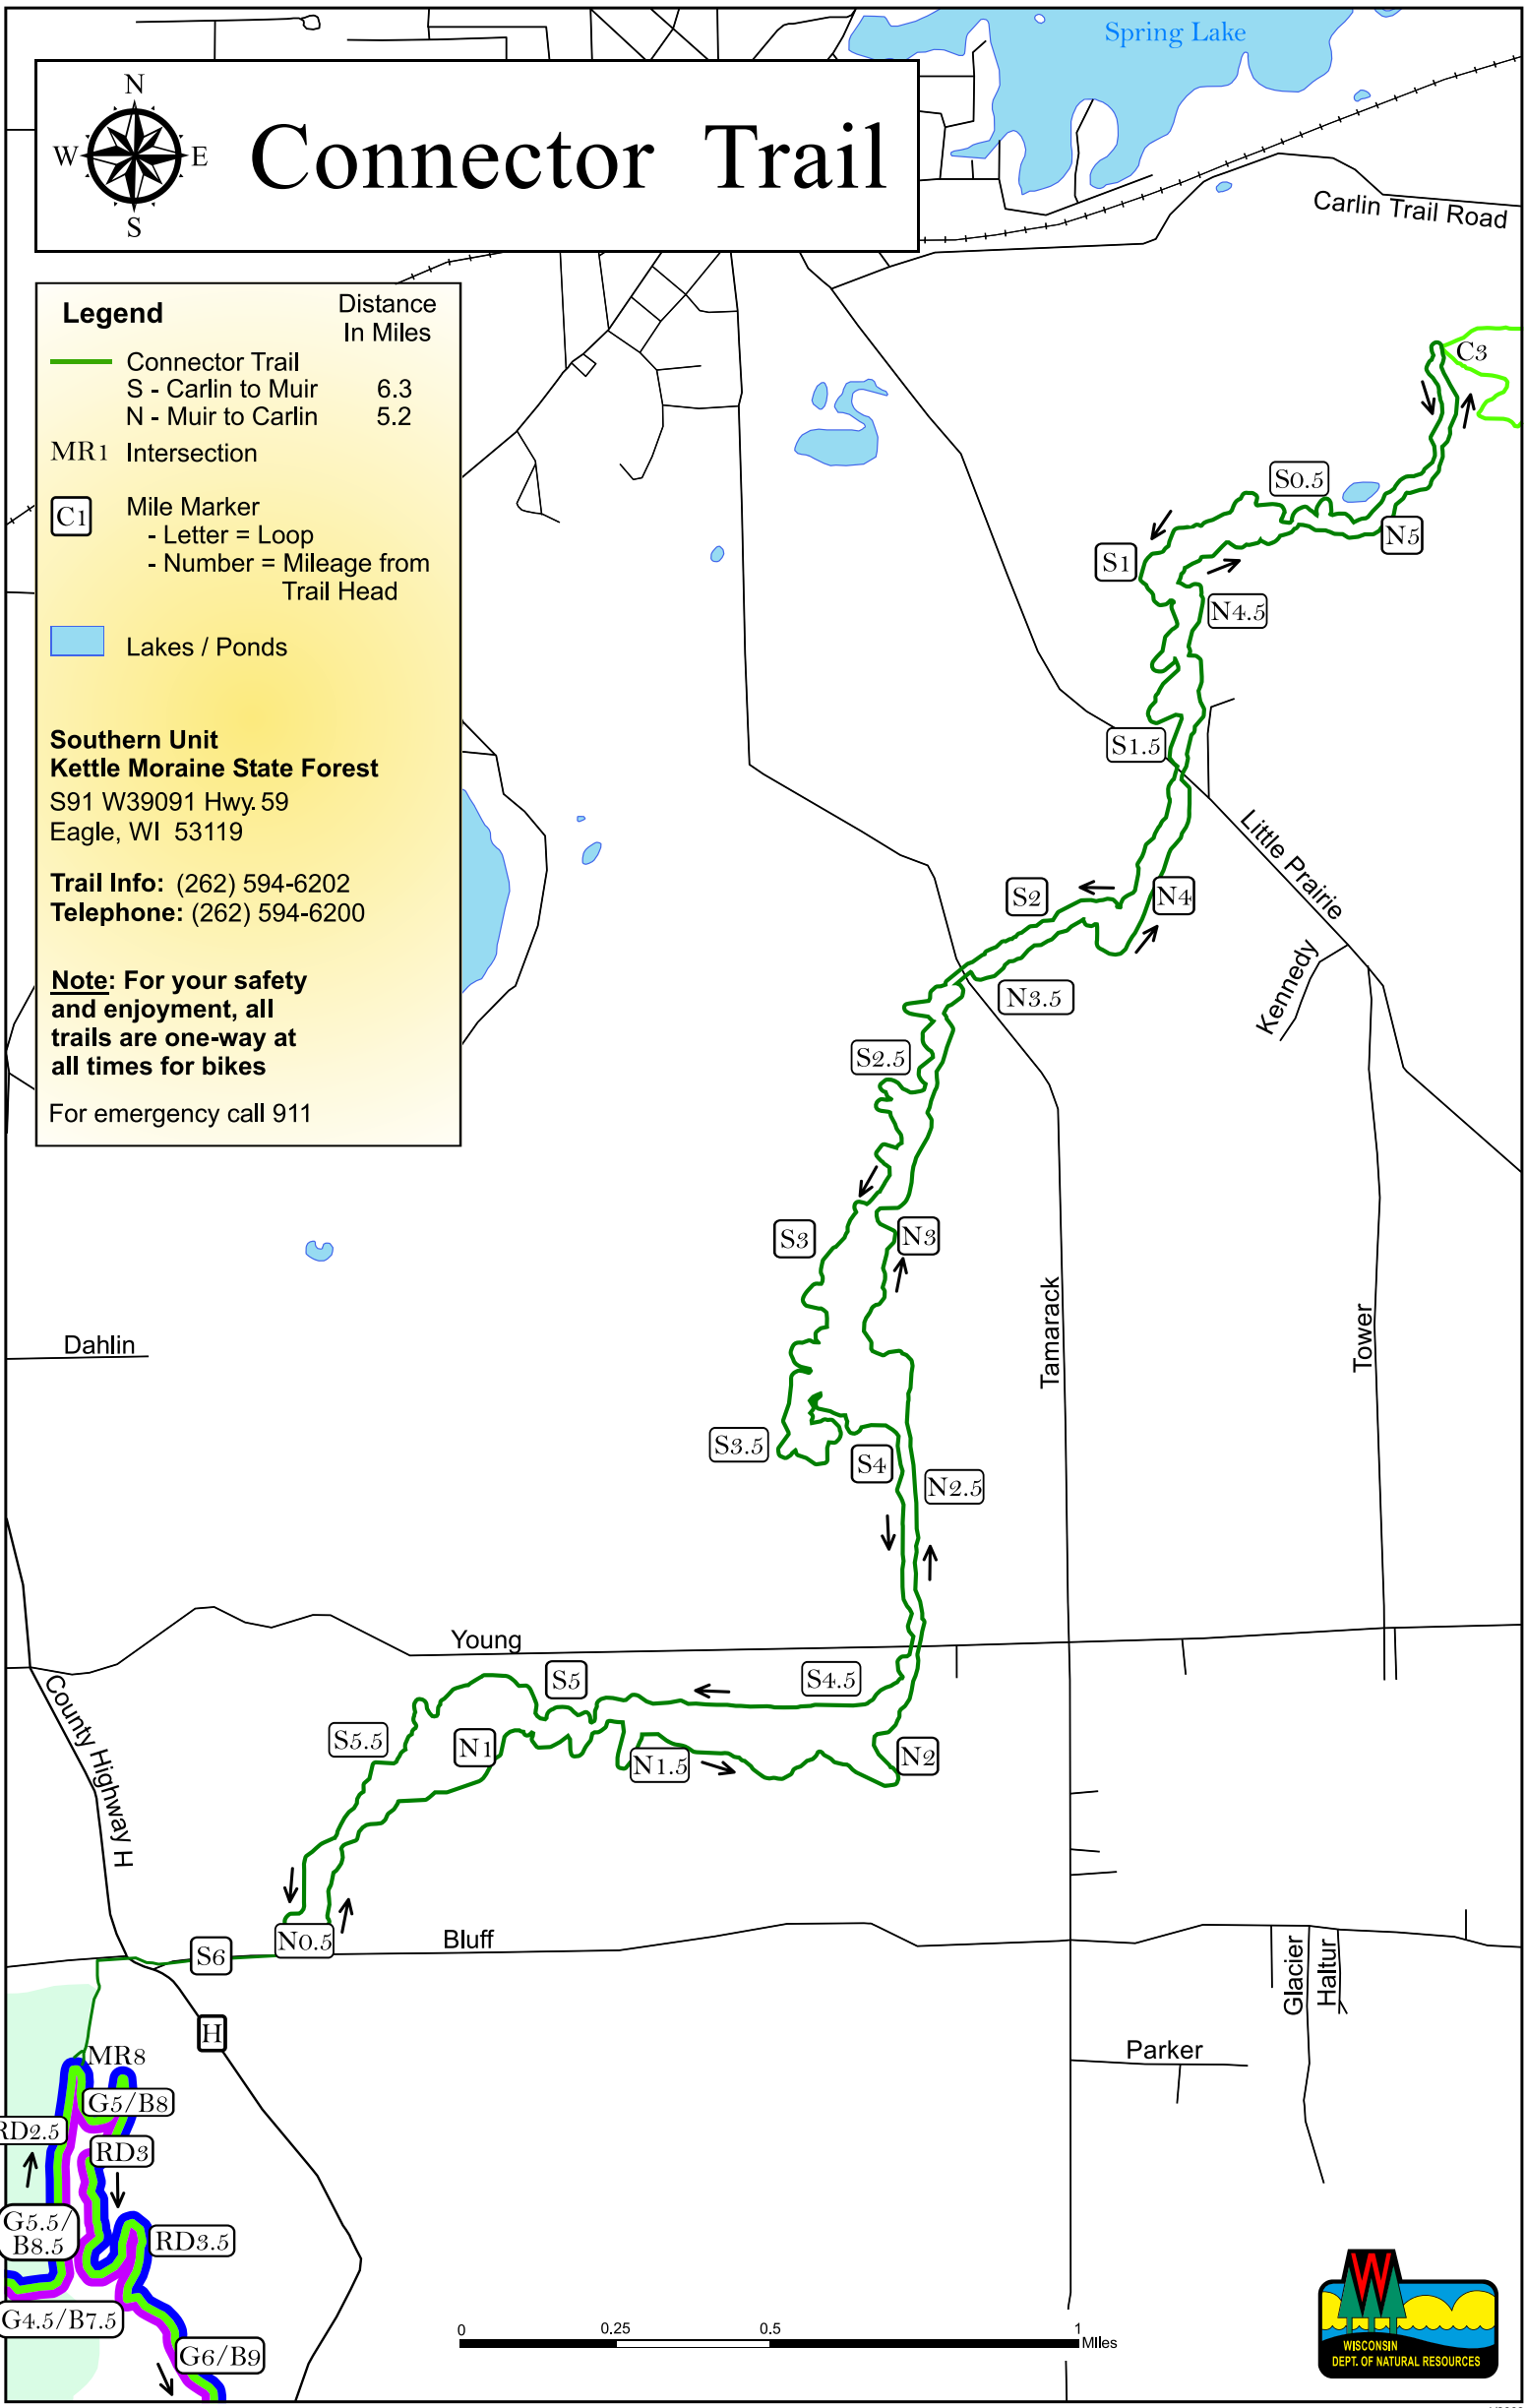 Spring Lake
N
W
E
S
Connector Trail
Carlin Trail Road
Legend
Distance
In Miles
Connector Trail
S - Carlin to Muir 6.3
N - Muir to Carlin 5.2
MR1 Intersection
C1
Mile Marker
- Letter = Loop
- Number = Mileage from
Trail Head
Lakes / Ponds
Southern Unit
Kettle Moraine State Forest
S91 W39091 Hwy. 59
Eagle, WI 53119
Trail Info: (262) 594-6202
Telephone: (262) 594-6200
Note: For your safety
and enjoyment, all
trails are one-way at
all times for bikes
For emergency call 911
C3
S0.5
N5
S1
N4.5
S1.5
Little Prairie
S2
N4
Kennedy
N3.5
S2.5
S3
N3
Tamarack
Tower
Dahlin
S3.5
S4
N2.5
Young
S5
S4.5
S5.5
N1
N1.5
N2
County Highway H
N0.5
Bluff
S6
Glacier
Haltur
H
Parker
MR8
G5/B8
RD2.5
RD3
G5.5/
B8.5
RD3.5
G4.5/B7.5
G6/B9
0 0.25 0.5 1
Miles
W
WISCONSIN
DEPT. OF NATURAL RESOURCES